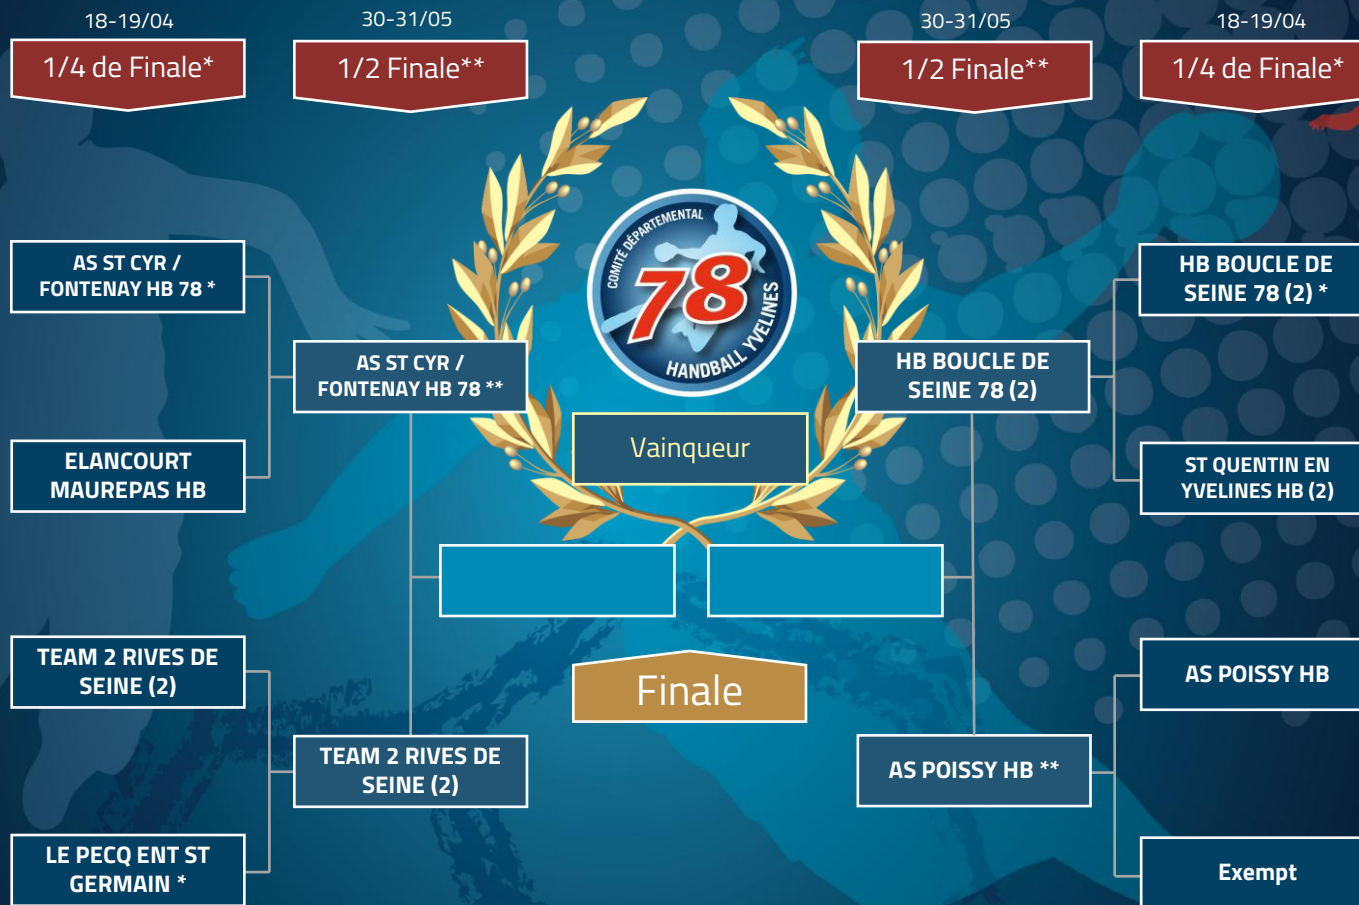 18-19/04
30-31/05
30-31/05
18-19/04
1/4 de Finale*
1/2 Finale**
1/2 Finale**
1/4 de Finale*
COMITÉ DÉPARTEMENTAL
78
HANDBALL YVELINES
AS ST CYR /
FONTENAY HB 78 *
HB BOUCLE DE
SEINE 78 (2) *
AS ST CYR /
FONTENAY HB 78 **
HB BOUCLE DE
SEINE 78 (2)
Vainqueur
ELANCOURT
MAUREPAS HB
ST QUENTIN EN
YVELINES HB (2)
TEAM 2 RIVES DE
SEINE (2)
AS POISSY HB
Finale
TEAM 2 RIVES DE
SEINE (2)
AS POISSY HB **
LE PECQ ENT ST
GERMAIN *
Exempt